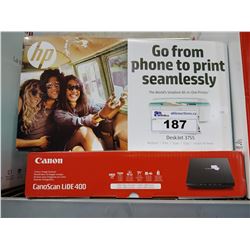 hp
Go from
phone to print
seamlessly
The World's Smallest All-in-One Printer
187
DeskJet 3755
Canon
CanoScan LiDE 400